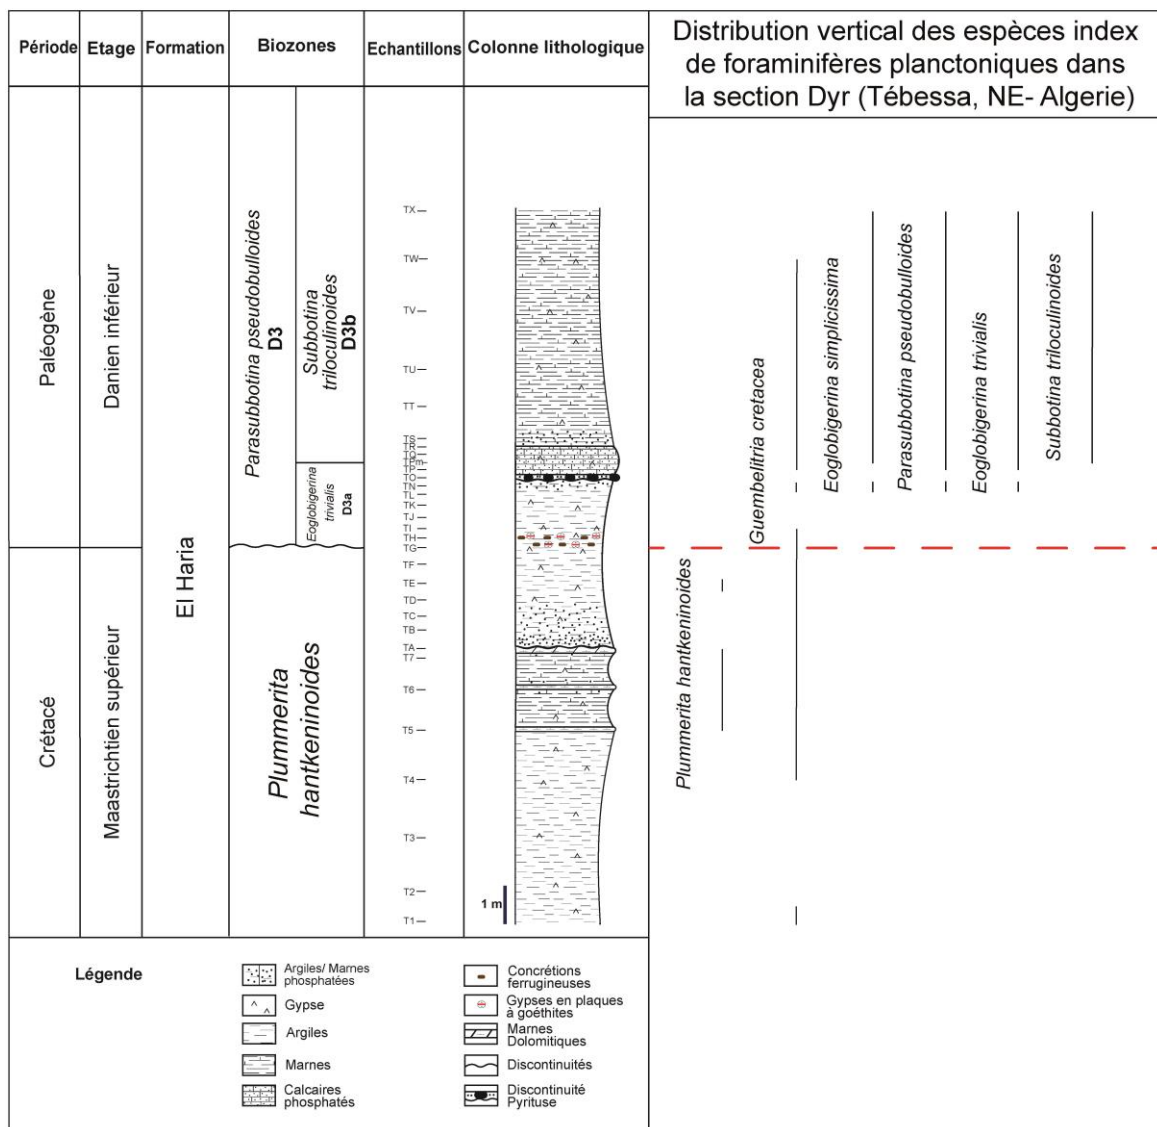 Période
Etage
Formation
Biozones
Echantillons
Colonne lithologique
Distribution vertical des espèces index
de foraminifères planctoniques dans
la section Dyr (Tébessa, NE- Algerie)
Paléogène
Crétacé
Danien inférieur
Maastrichtien supérieur
El Haria
Parasubbotina pseudobulloides
D3
Subbotina
triloculinoides
D3b
Eoglobigerina
trivialis
D3a
Plummerita
hantkeninoides
TX
TW
TV
TU
TT
TS
TR
TQ
TP
TO
TN
TL
TK
TJ
TI
TH
TG
TF
TE
TD
TC
TB
TA
T7
T6
T5
T4
T3
T2
T1
1 m
Plummerita hantkeninoides
Guembelitria cretacea
Eoglobigerina simplicissima
Parasubbotina pseudobulloides
Eoglobigerina trivialis
Subbotina triloculinoides
Légende
Argiles/ Marnes
phosphatées
Gypse
Argiles
Marnes
Calcaires
phosphatés
Concrétions
ferrugineuses
Gypses en plaques
à goéthites
Marnes
Dolomitiques
Discontinuités
Discontinuité
Pyrituse